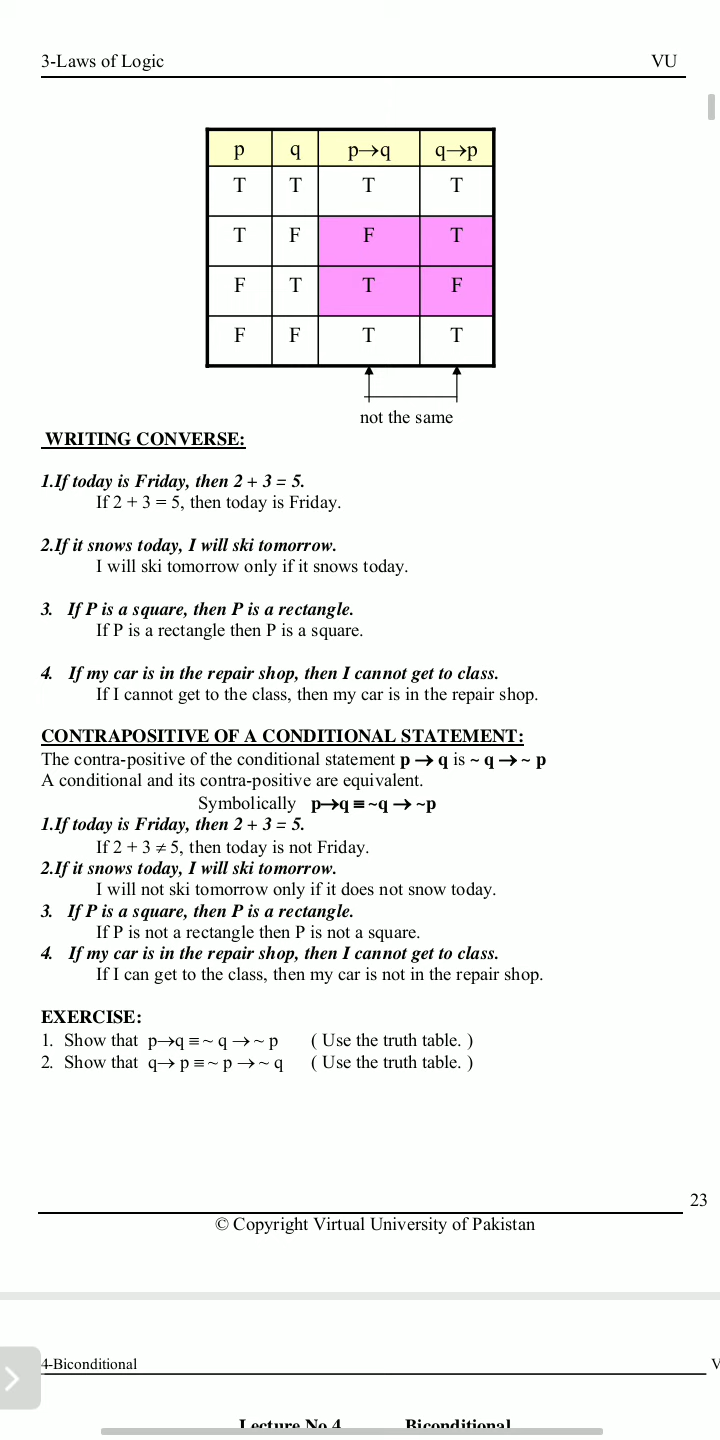 3-Laws of Logic VU
p q p→q q→p
T T T T
T F F T
F T T F
F F T T
not the same
WRITING CONVERSE:
1.If today is Friday, then 2 + 3 = 5.
If 2 + 3 = 5, then today is Friday.
2.If it snows today, I will ski tomorrow.
I will ski tomorrow only if it snows today.
3. If P is a square, then P is a rectangle.
If P is a rectangle then P is a square.
4. If my car is in the repair shop, then I cannot get to class.
If I cannot get to the class, then my car is in the repair shop.
CONTRAPOSITIVE OF A CONDITIONAL STATEMENT:
The contra-positive of the conditional statement p → q is ~ q → ~ p
A conditional and its contra-positive are equivalent.
Symbolically p→q ≡ ~q → ~p
1.If today is Friday, then 2 + 3 = 5.
If 2 + 3 ≠ 5, then today is not Friday.
2.If it snows today, I will ski tomorrow.
I will not ski tomorrow only if it does not snow today.
3. If P is a square, then P is a rectangle.
If P is not a rectangle then P is not a square.
4. If my car is in the repair shop, then I cannot get to class.
If I can get to the class, then my car is not in the repair shop.
EXERCISE:
1. Show that p→q ≡ ~ q → ~ p ( Use the truth table. )
2. Show that q→ p ≡ ~ p → ~ q ( Use the truth table. )
23
© Copyright Virtual University of Pakistan
4-Biconditional V
Lecture No 4 Biconditional